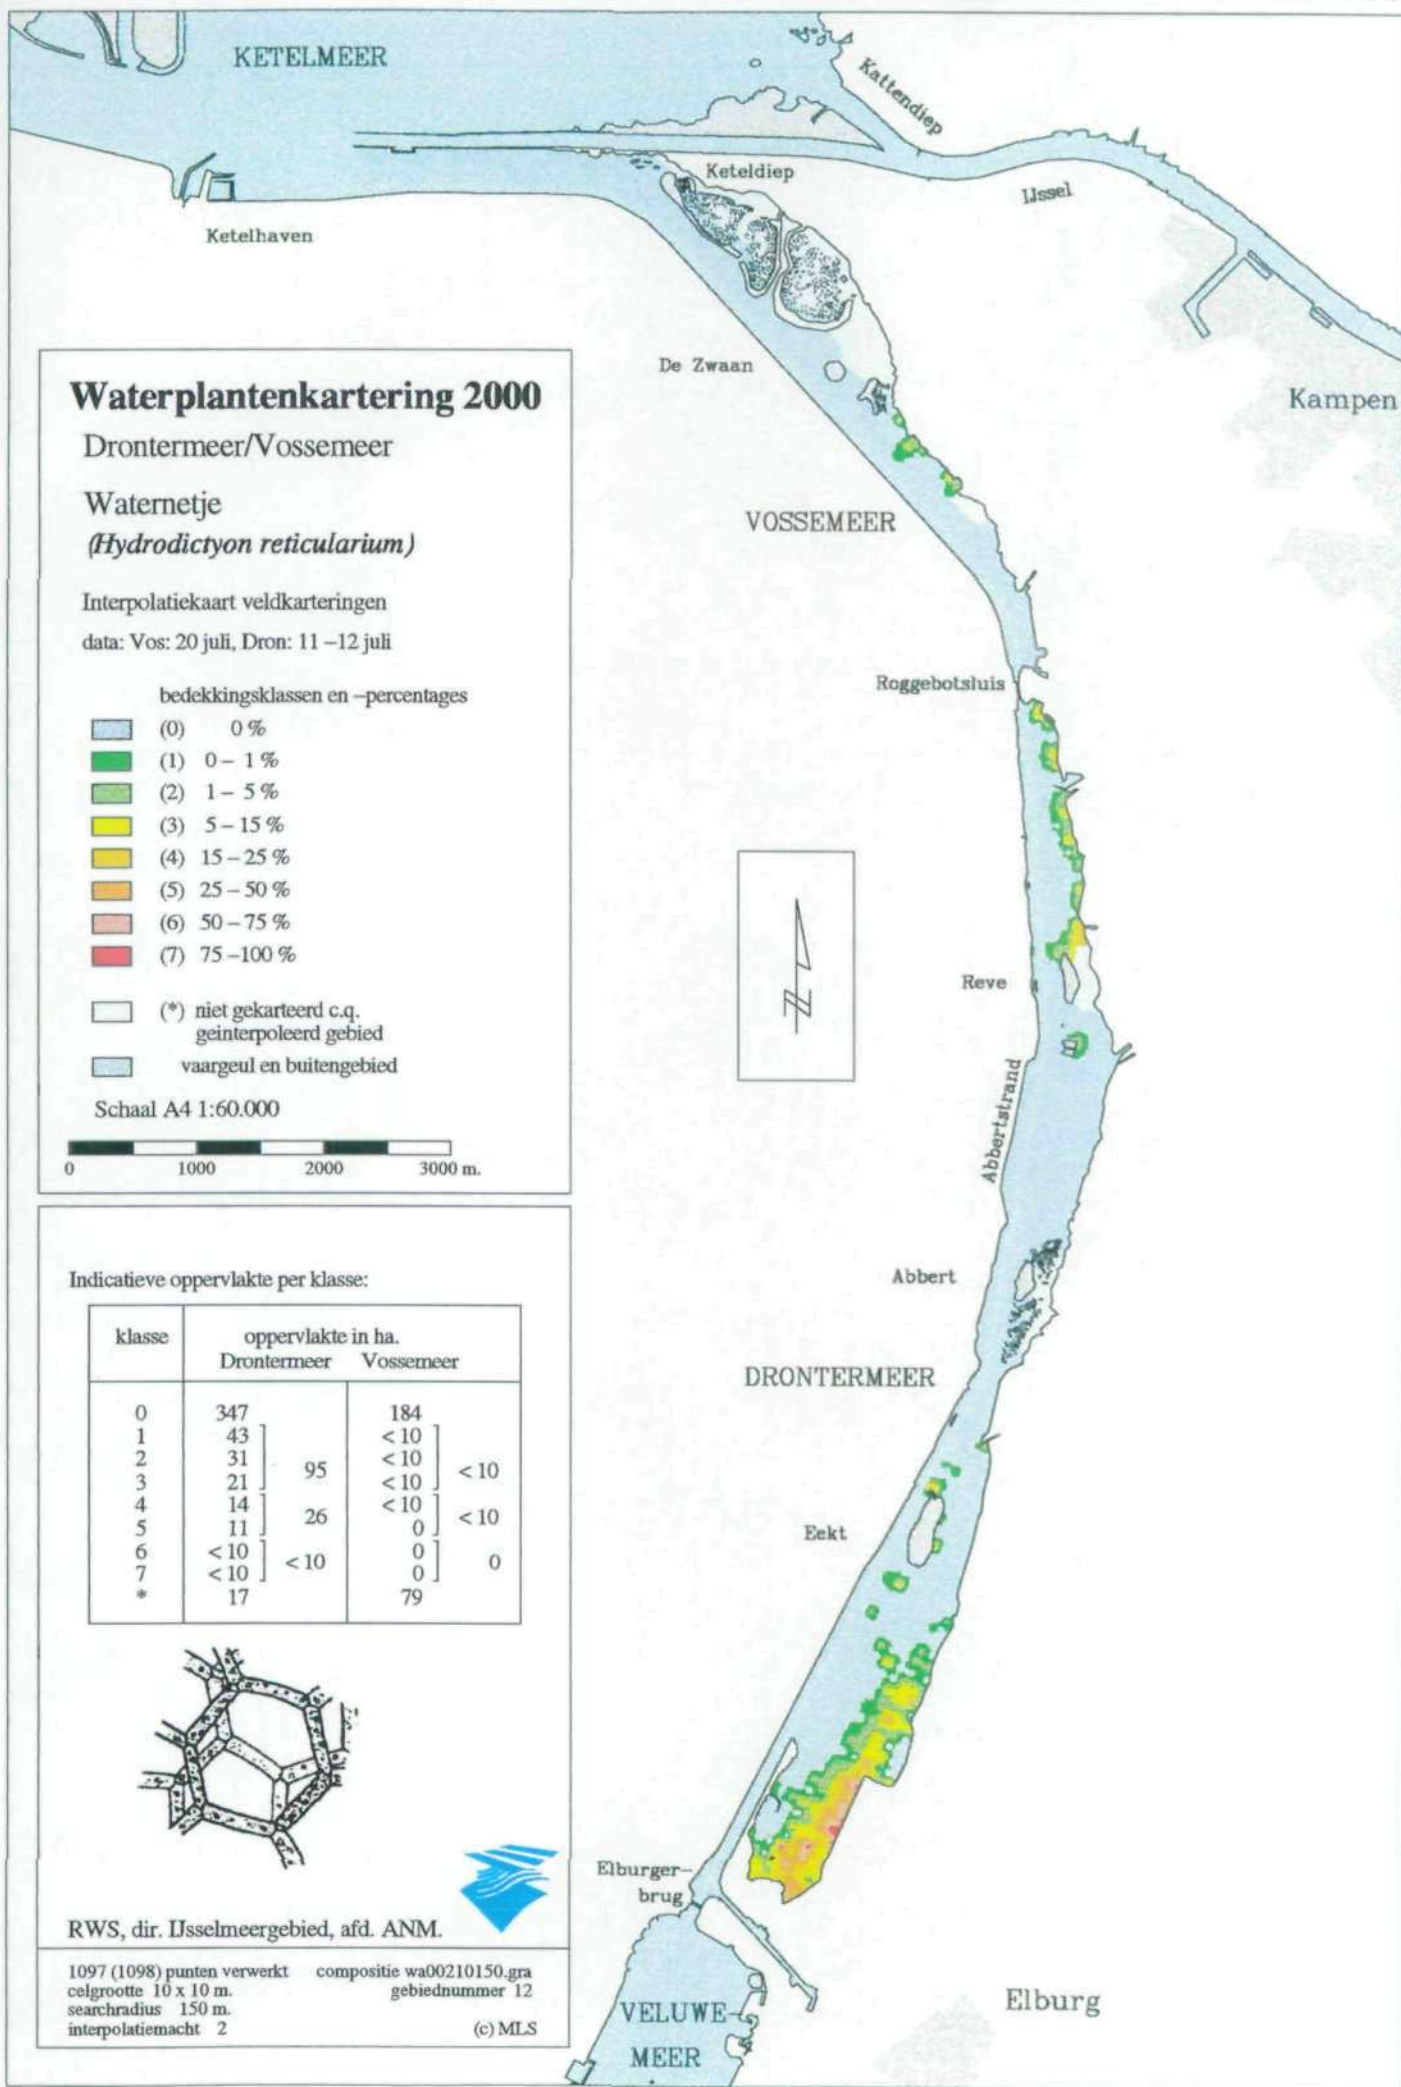 KETELMEER
Kattendiep
Keteldiep
IJssel
Ketelhaven
De Zwaan
Kampen
VOSSEMEER
Roggebotsluis
Reve
Abbertstrand
Abbert
DRONTERMEER
Eekt
Elburger-
brug
Elburg
VELUWE-
MEER
Waterplantenkartering 2000
Drontermeer/Vossemeer
Waternetje
(Hydrodictyon reticularium)
Interpolatiekaart veldkarteringen
data: Vos: 20 juli, Dron: 11 –12 juli
bedekkingsklassen en –percentages
(0) 0 %
(1) 0 – 1 %
(2) 1 – 5 %
(3) 5 – 15 %
(4) 15 – 25 %
(5) 25 – 50 %
(6) 50 – 75 %
(7) 75 –100 %
(*) niet gekarteerd c.q.
geinterpoleerd gebied
vaargeul en buitengebied
Schaal A4 1:60.000
0 1000 2000 3000 m.
Indicatieve oppervlakte per klasse:
klasse oppervlakte in ha.
Drontermeer Vossemeer
0 347 184
1 43 < 10
2 31 < 10
95 < 10
3 21 < 10
4 14 < 10
26 < 10
5 11 0
6 < 10 0
< 10 0
7 < 10 0
* 17 79
RWS, dir. IJsselmeergebied, afd. ANM.
1097 (1098) punten verwerkt compositie wa00210150.gra
celgrootte 10 x 10 m. gebiednummer 12
searchradius 150 m.
interpolatiemacht 2 (c) MLS